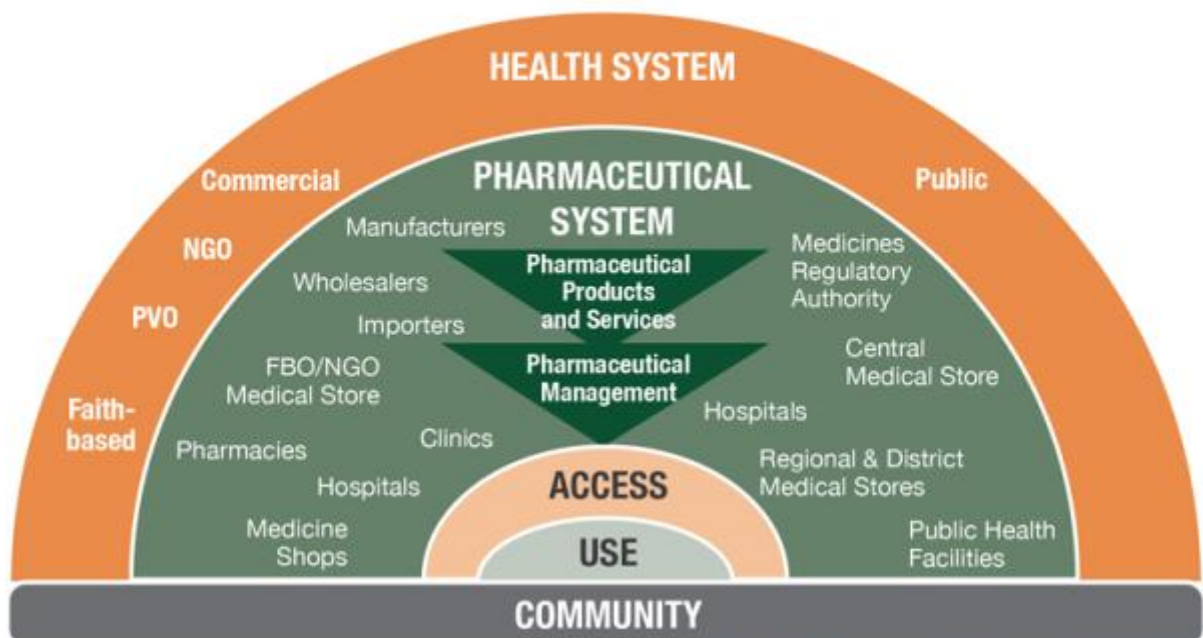 HEALTH SYSTEM
Commercial
Public
NGO
PVO
Faith-
based
PHARMACEUTICAL
SYSTEM
Manufacturers
Wholesalers
Importers
FBO/NGO
Medical Store
Clinics
Pharmacies
Hospitals
Medicine
Shops
Pharmaceutical
Products
and Services
Pharmaceutical
Management
Medicines
Regulatory
Authority
Central
Medical Store
Hospitals
Regional & District
Medical Stores
Public Health
Facilities
ACCESS
USE
COMMUNITY